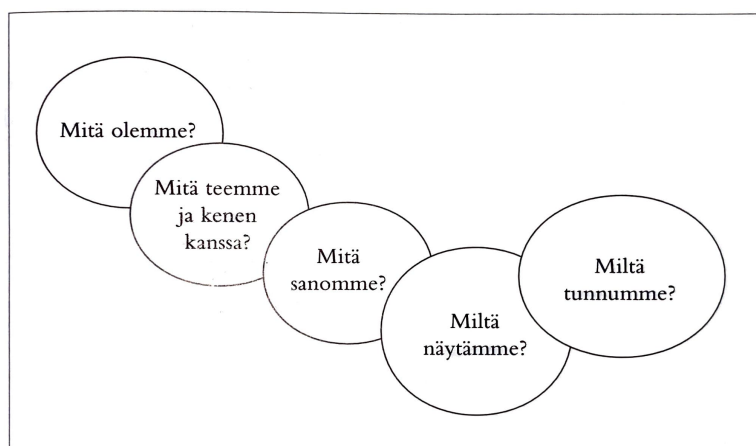 Mitä olemme?
Mitä teemme
ja kenen
kanssa?
Mitä
sanomme?
Miltä
näytämme?
Miltä
tunnumme?